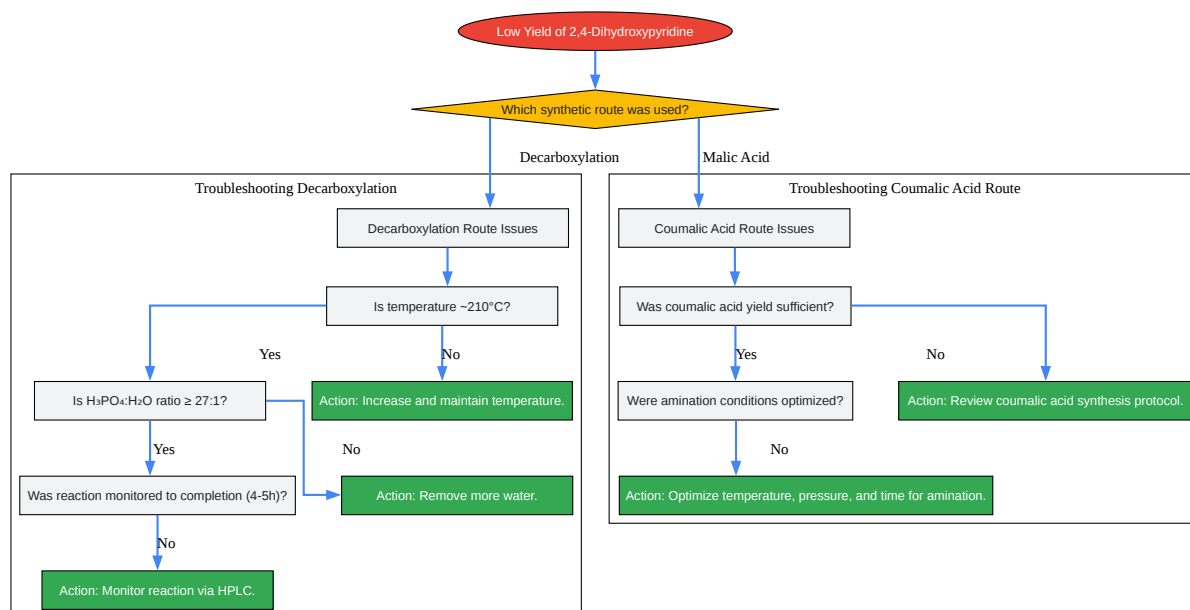 Low Yield of 2,4-Dihydroxypyridine
Which synthetic route was used?
Decarboxylation
Malic Acid
Troubleshooting Decarboxylation
Decarboxylation Route Issues
Is temperature ~210°C?
Yes
No
Is H₃PO₄:H₂O ratio ≥ 27:1?
Action: Increase and maintain temperature.
Yes
No
Was reaction monitored to completion (4-5h)?
Action: Remove more water.
No
Action: Monitor reaction via HPLC.
Troubleshooting Coumalic Acid Route
Coumalic Acid Route Issues
Was coumalic acid yield sufficient?
Yes
No
Were amination conditions optimized?
Action: Review coumalic acid synthesis protocol.
No
Action: Optimize temperature, pressure, and time for amination.